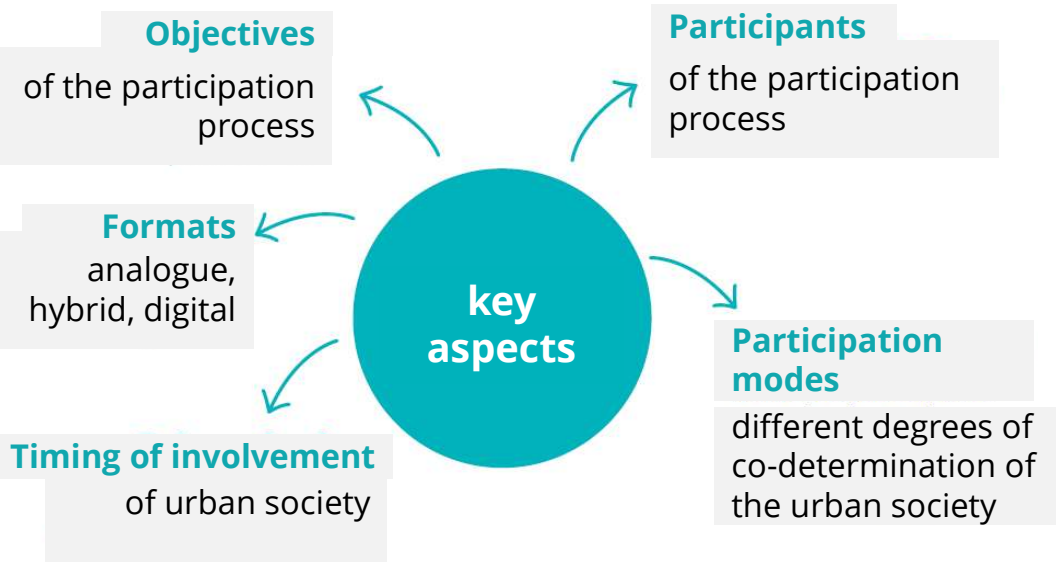 Objectives
of the participation
process
Participants
of the participation
process
Formats
analogue,
hybrid, digital
key
aspects
Participation
modes
different degrees of
co-determination of
the urban society
Timing of involvement
of urban society